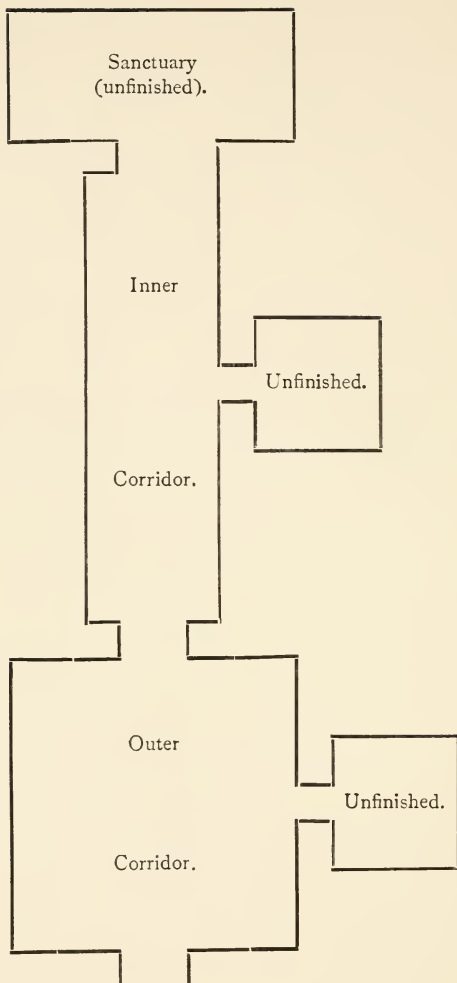 Sanctuary
(unfinished).
Inner
Unfinished.
Corridor.
Outer
Unfinished.
Corridor.